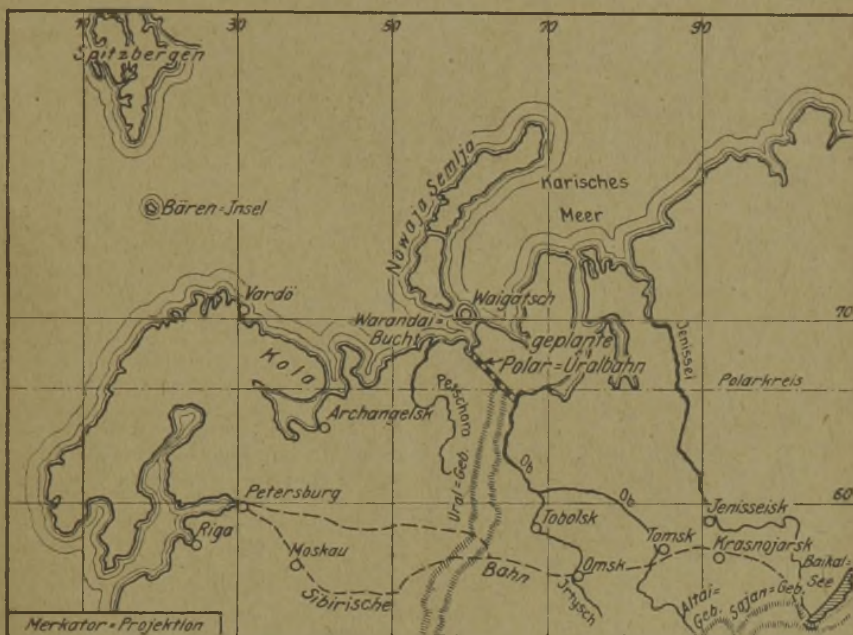 10 30 50 70 90
Spitzbergen
Nowaja Semlja
Karisches
Meer
Bären=Insel
Vardö
Waigatsch
70
Warandai=
Bucht
geplante
Polar=Uralbahn
Jenissei
Kola
Polarkreis
Petschora
Archangelsk
Ural=Geb.
Ob
Ob
60
Petersburg
Jenisseisk
Riga
Tobolsk
Tomsk
Krasnojarsk
Moskau
Bahn
Omsk
Baikal=
See
Sibirische
Irtysch
Altai=
Geb.
Sajan=Geb.
Merkator=Projektion